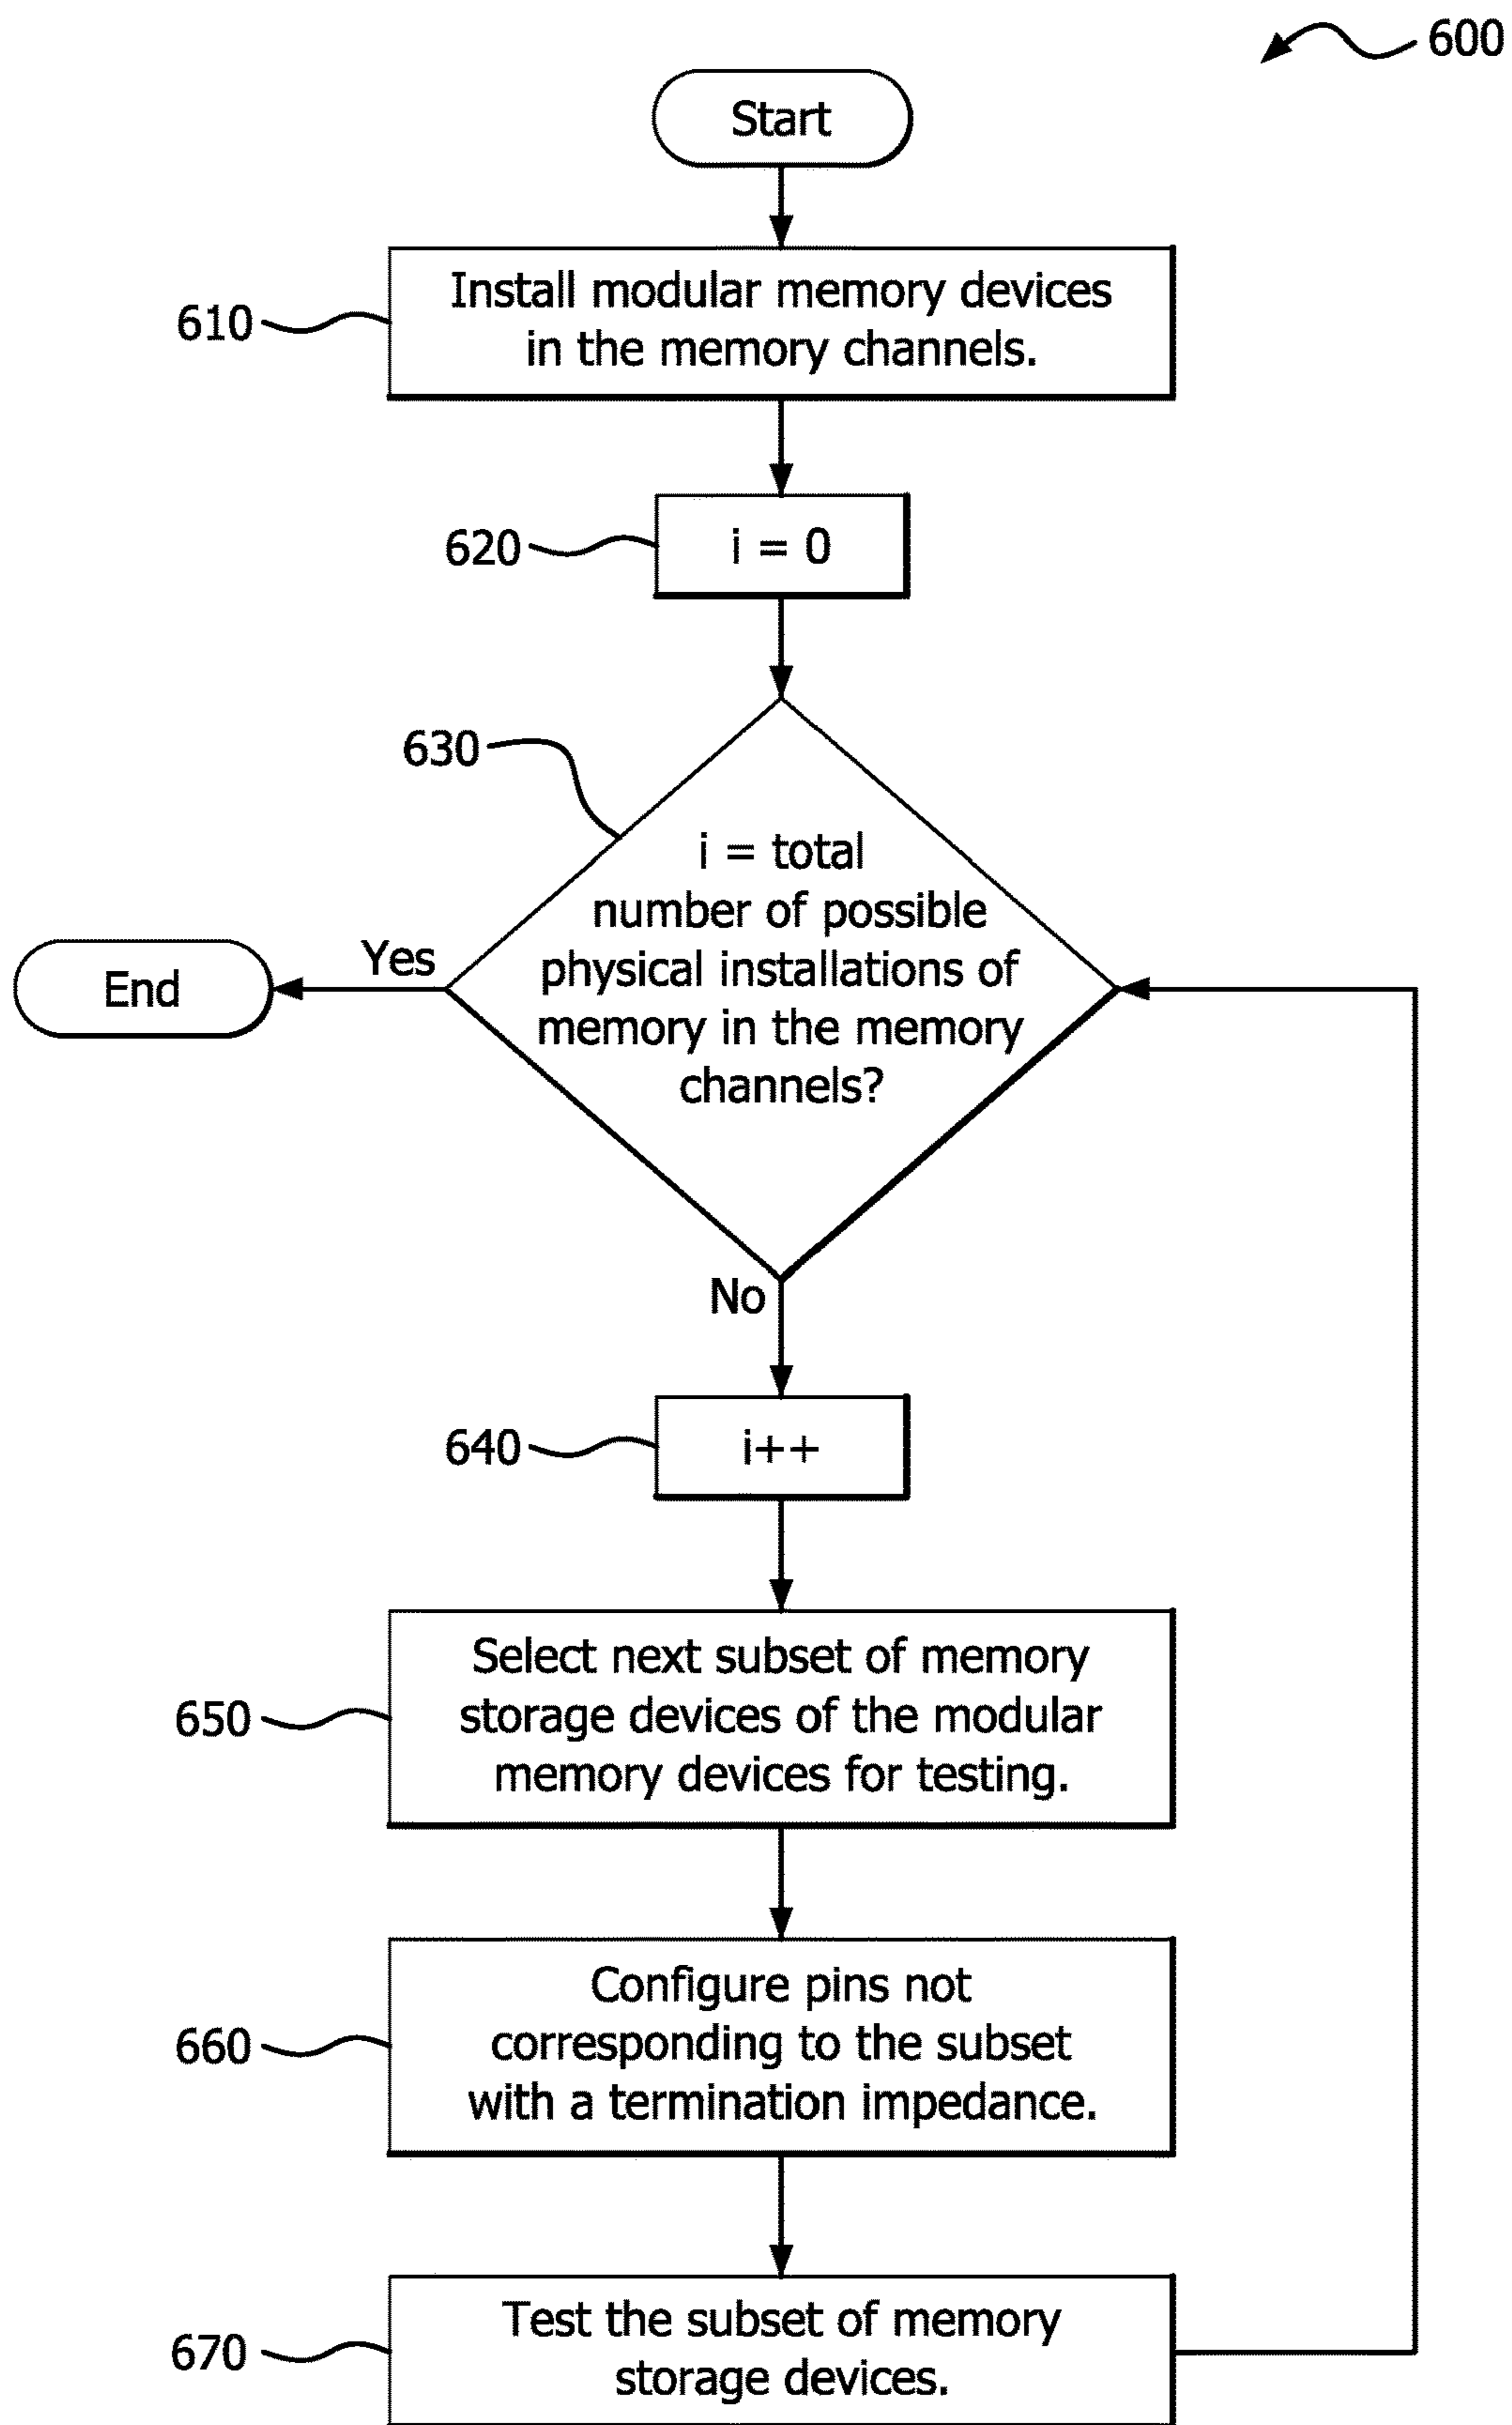 600
Start
610
Install modular memory devices
in the memory channels.
620
i = 0
630
i = total
number of possible
physical installations of
memory in the memory
channels?
Yes
End
No
640
i++
650
Select next subset of memory
storage devices of the modular
memory devices for testing.
660
Configure pins not
corresponding to the subset
with a termination impedance.
670
Test the subset of memory
storage devices.